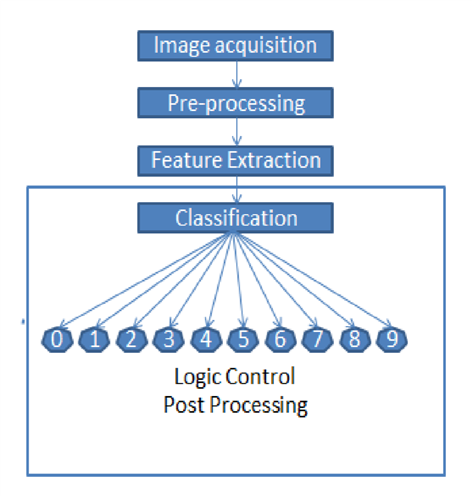 Image acquisition
Pre-processing
Feature Extraction
Classification
0 1 2 3 4 5 6 7 8 9
Logic Control
Post Processing